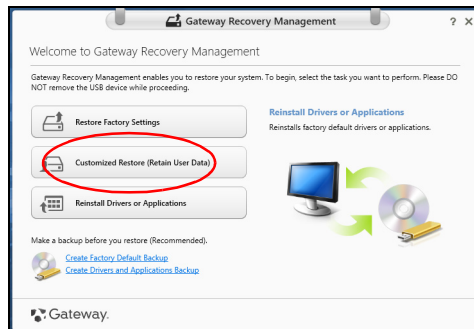 Gateway Recovery Management
? X
Welcome to Gateway Recovery Management
Gateway Recovery Management enables you to restore your system. To begin, select the task you want to perform. Please DO
NOT remove the USB device while proceeding.
Restore Factory Settings
Customized Restore (Retain User Data)
Reinstall Drivers or Applications
Reinstall Drivers or Applications
Reinstalls factory default drivers or applications.
Make a backup before you restore (Recommended).
Create Factory Default Backup
Create Drivers and Applications Backup
Gateway.